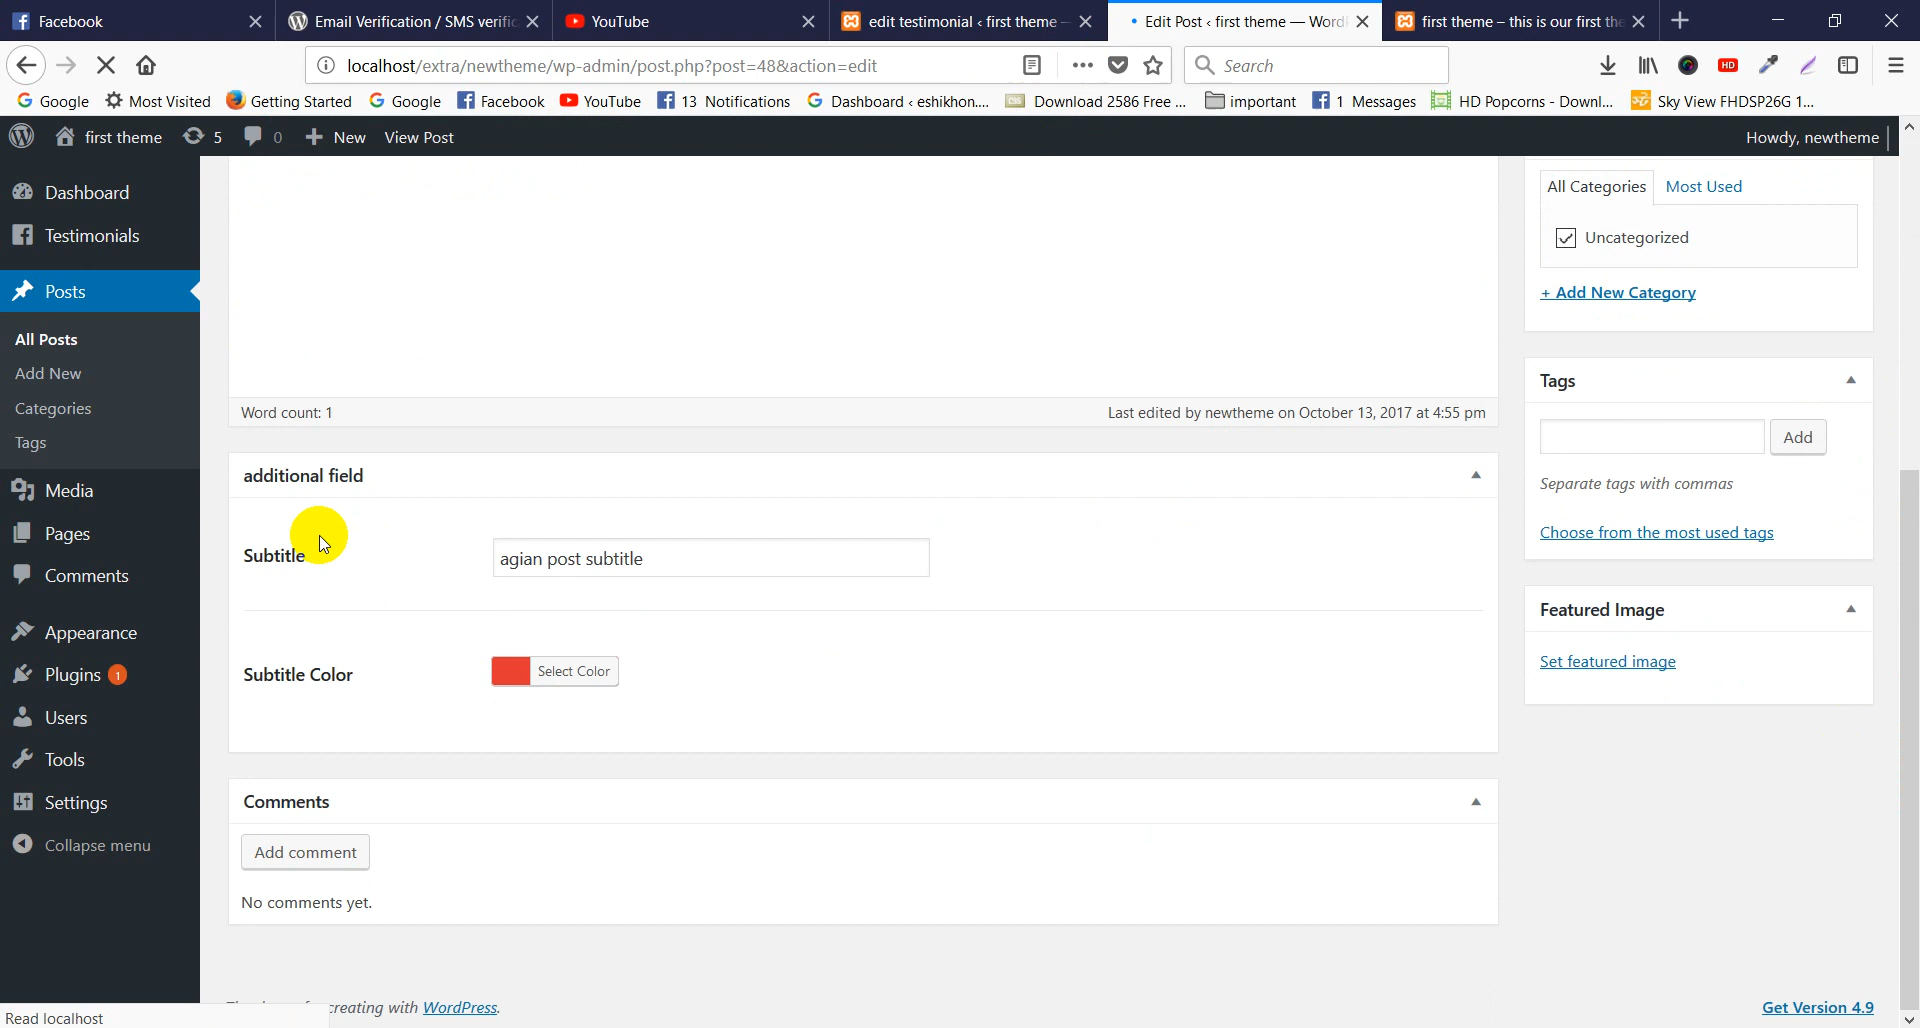 Facebook
Email Verification / SMS verific
YouTube
edit testimonial ‹ first theme —
Edit Post ‹ first theme — Word
first theme – this is our first the
localhost/extra/newtheme/wp-admin/post.php?post=48&action=edit
Search
HD
Google
Most Visited
Getting Started
Google
Facebook
YouTube
13 Notifications
Dashboard ‹ eshikhon....
Download 2586 Free ...
important
1 Messages
HD Popcorns - Downl...
Sky View FHDSP26G 1...
first theme
5
0
New
View Post
Howdy, newtheme
Dashboard
Testimonials
Posts
All Posts
Add New
Categories
Tags
Media
Pages
Comments
Appearance
Plugins 1
Users
Tools
Settings
Collapse menu
Word count: 1
Last edited by newtheme on October 13, 2017 at 4:55 pm
additional field
Subtitle
agian post subtitle
Subtitle Color
Select Color
Comments
Add comment
No comments yet.
creating with WordPress.
All Categories
Most Used
Uncategorized
+ Add New Category
Tags
Add
Separate tags with commas
Choose from the most used tags
Featured Image
Set featured image
Get Version 4.9
Read localhost